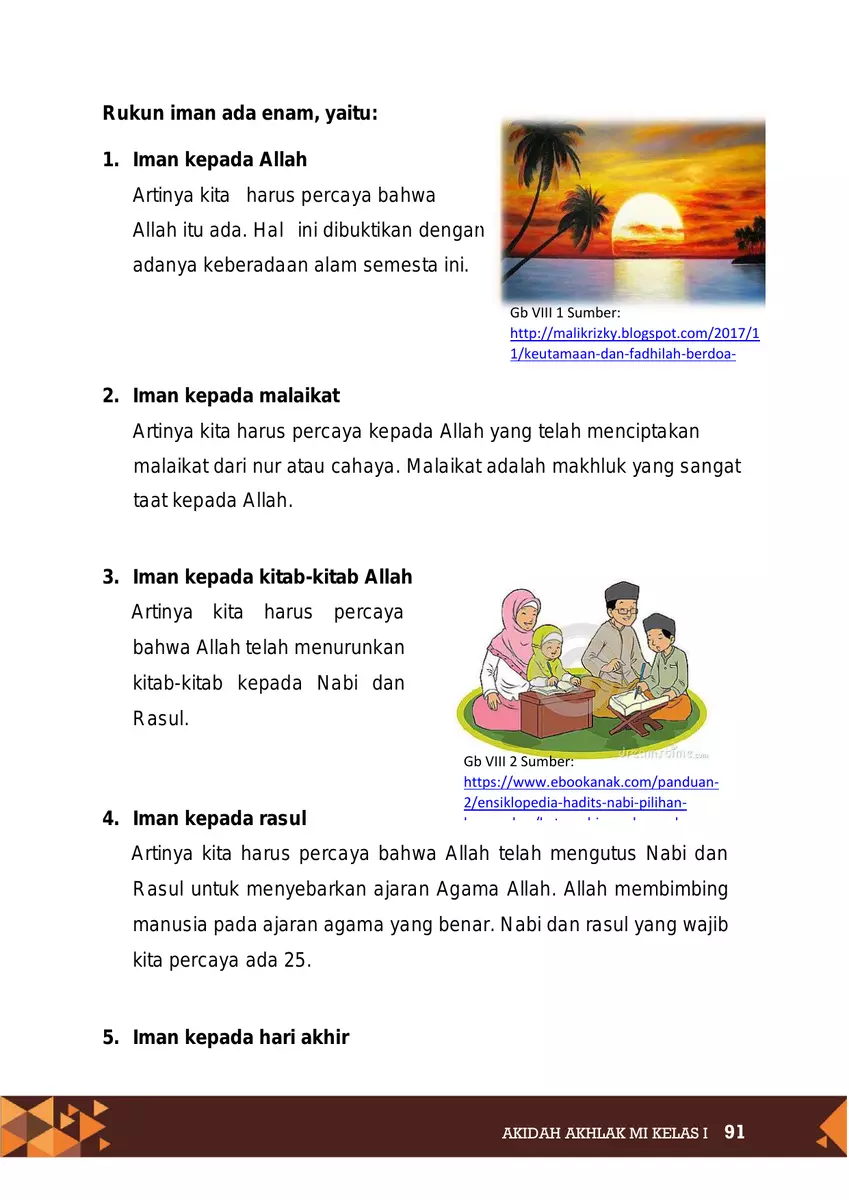 Rukun iman ada enam, yaitu:
1. Iman kepada Allah
Artinya kita harus percaya bahwa
Allah itu ada. Hal ini dibuktikan dengan
adanya keberadaan alam semesta ini.
Gb VIII 1 Sumber:
http://malikrizky.blogspot.com/2017/1
1/keutamaan-dan-fadhilah-berdoa-
2. Iman kepada malaikat
Artinya kita harus percaya kepada Allah yang telah menciptakan
malaikat dari nur atau cahaya. Malaikat adalah makhluk yang sangat
taat kepada Allah.
3. Iman kepada kitab-kitab Allah
Artinya kita harus percaya
bahwa Allah telah menurunkan
kitab-kitab kepada Nabi dan
Rasul.
dreamstime.com
Gb VIII 2 Sumber:
https://www.ebookanak.com/panduan-
2/ensiklopedia-hadits-nabi-pilihan-
4. Iman kepada rasul
Artinya kita harus percaya bahwa Allah telah mengutus Nabi dan
Rasul untuk menyebarkan ajaran Agama Allah. Allah membimbing
manusia pada ajaran agama yang benar. Nabi dan rasul yang wajib
kita percaya ada 25.
5. Iman kepada hari akhir
AKIDAH AKHLAK MI KELAS I 91